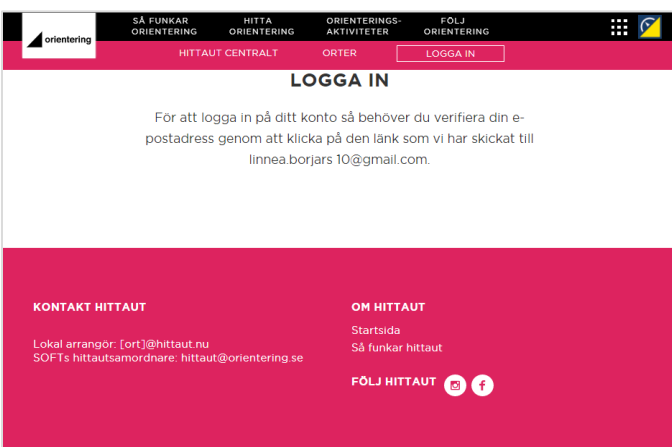 orientering
SÅ FUNKAR
ORIENTERING
HITTA
ORIENTERING
ORIENTERINGS-
AKTIVITETER
FÖLJ
ORIENTERING
HITTAUT CENTRALT
ORTER
LOGGA IN
LOGGA IN
För att logga in på ditt konto så behöver du verifiera din e-
postadress genom att klicka på den länk som vi har skickat till
linnea.borjars 10@gmail.com.
KONTAKT HITTAUT
Lokal arrangör: [ort]@hittaut.nu
SOFTs hittautsamordnare: hittaut@orientering.se
OM HITTAUT
Startsida
Så funkar hittaut
FÖLJ HITTAUT